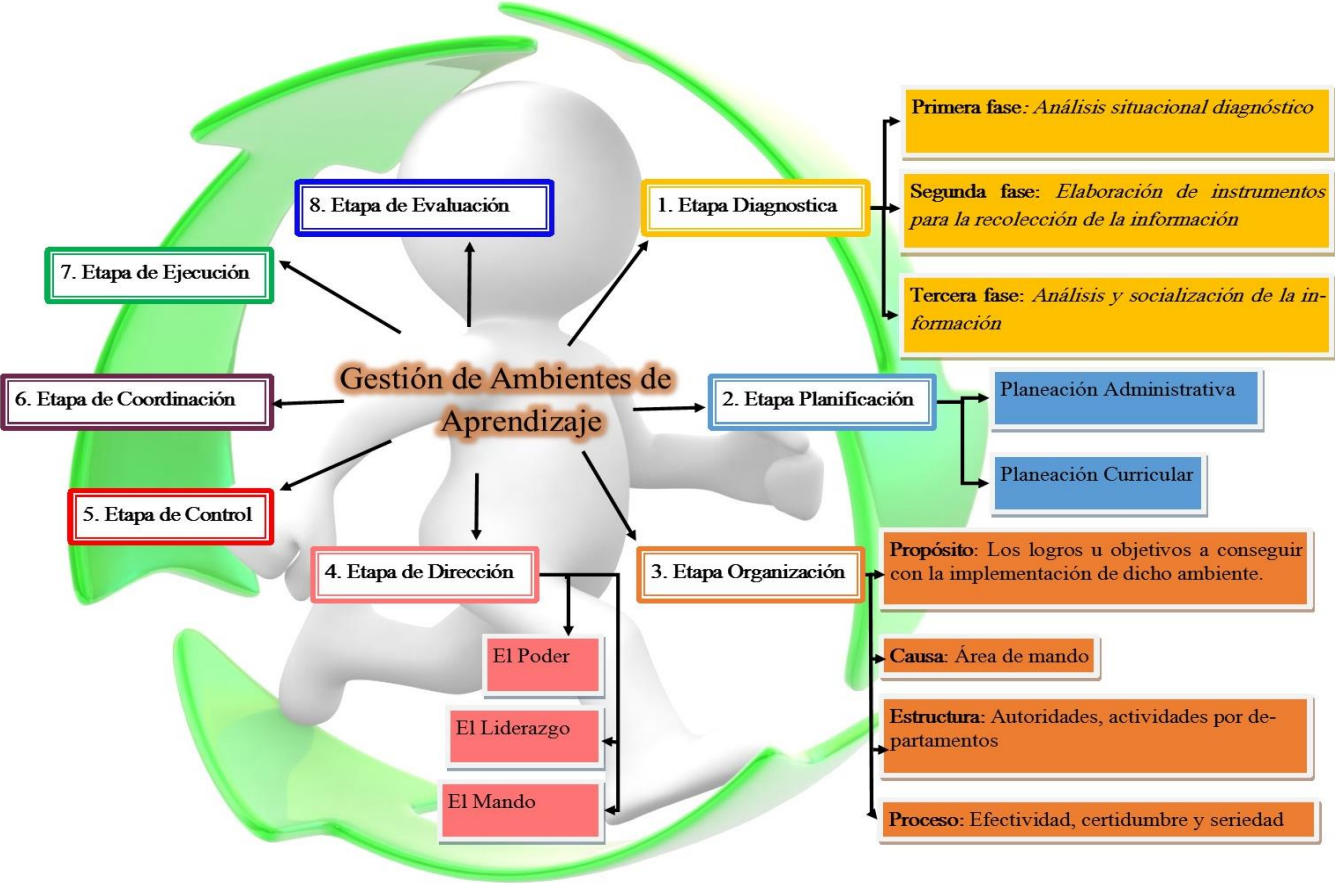 Gestión de Ambientes de
Aprendizaje
1. Etapa Diagnostica
Primera fase: Análisis situacional diagnóstico
Segunda fase: Elaboración de instrumentos
para la recolección de la información
Tercera fase: Análisis y socialización de la in-
formación
2. Etapa Planificación
Planeación Administrativa
Planeación Curricular
3. Etapa Organización
Propósito: Los logros u objetivos a conseguir
con la implementación de dicho ambiente.
Causa: Área de mando
Estructura: Autoridades, actividades por de-
partamentos
Proceso: Efectividad, certidumbre y seriedad
4. Etapa de Dirección
El Poder
El Liderazgo
El Mando
5. Etapa de Control
6. Etapa de Coordinación
7. Etapa de Ejecución
8. Etapa de Evaluación